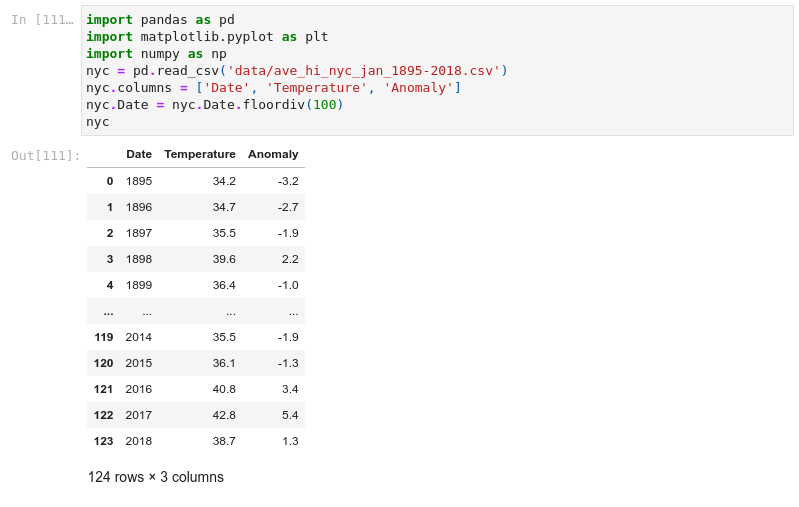 In [111…
import pandas as pd
import matplotlib.pyplot as plt
import numpy as np
nyc = pd.read_csv('data/ave_hi_nyc_jan_1895-2018.csv')
nyc.columns = ['Date', 'Temperature', 'Anomaly']
nyc.Date = nyc.Date.floordiv(100)
nyc
Out[111]:
Date Temperature Anomaly
0 1895 34.2 -3.2
1 1896 34.7 -2.7
2 1897 35.5 -1.9
3 1898 39.6 2.2
4 1899 36.4 -1.0
... ... ... ...
119 2014 35.5 -1.9
120 2015 36.1 -1.3
121 2016 40.8 3.4
122 2017 42.8 5.4
123 2018 38.7 1.3
124 rows × 3 columns